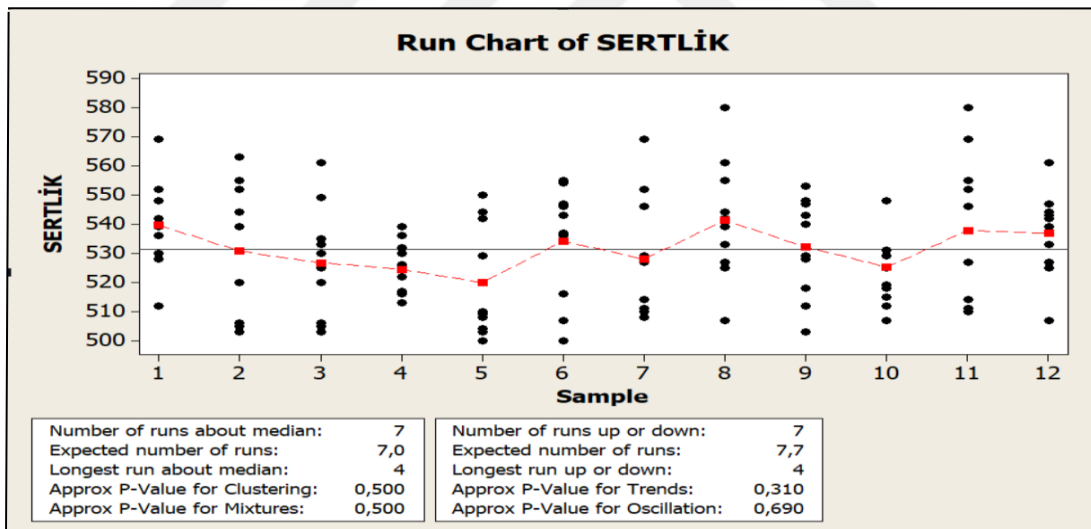 Run Chart of SERTLİK
SERTLİK
590
580
570
560
550
540
530
520
510
500
1 2 3 4 5 6 7 8 9 10 11 12
Sample
Number of runs about median: 7
Expected number of runs: 7,0
Longest run about median: 4
Approx P-Value for Clustering: 0,500
Approx P-Value for Mixtures: 0,500
Number of runs up or down: 7
Expected number of runs: 7,7
Longest run up or down: 4
Approx P-Value for Trends: 0,310
Approx P-Value for Oscillation: 0,690